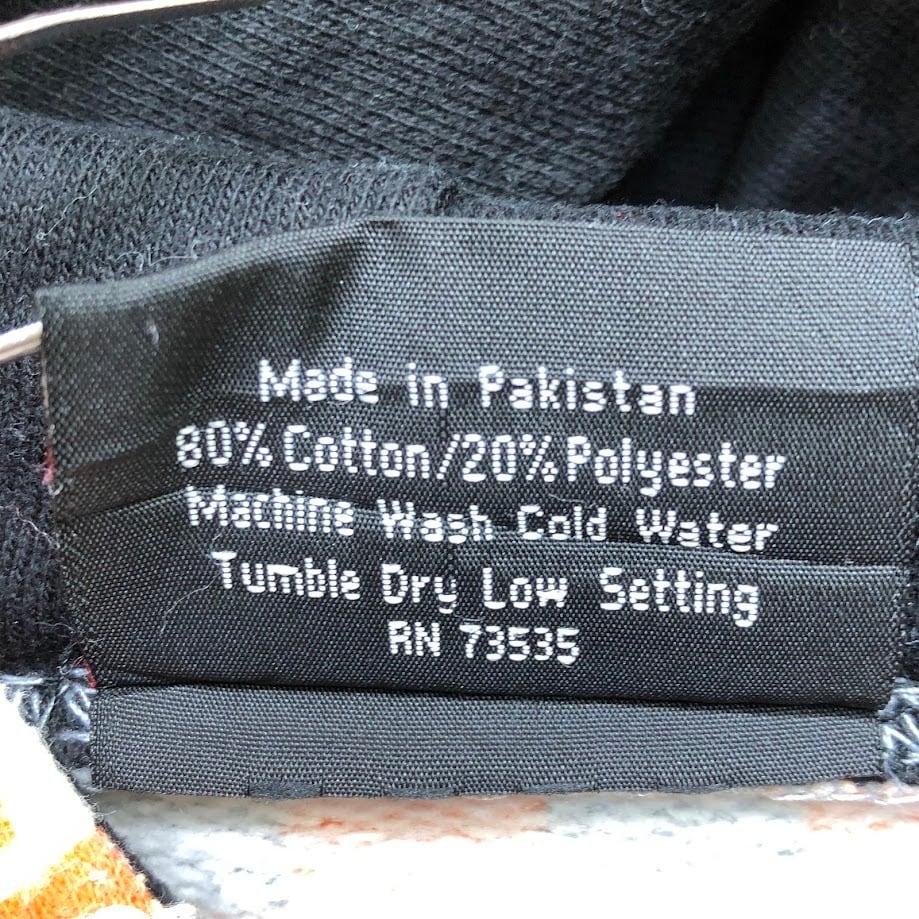 Made in Pakistan
80% Cotton/20% Polyester
Machine Wash Cold Water
Tumble Dry Low Setting
RN 73535